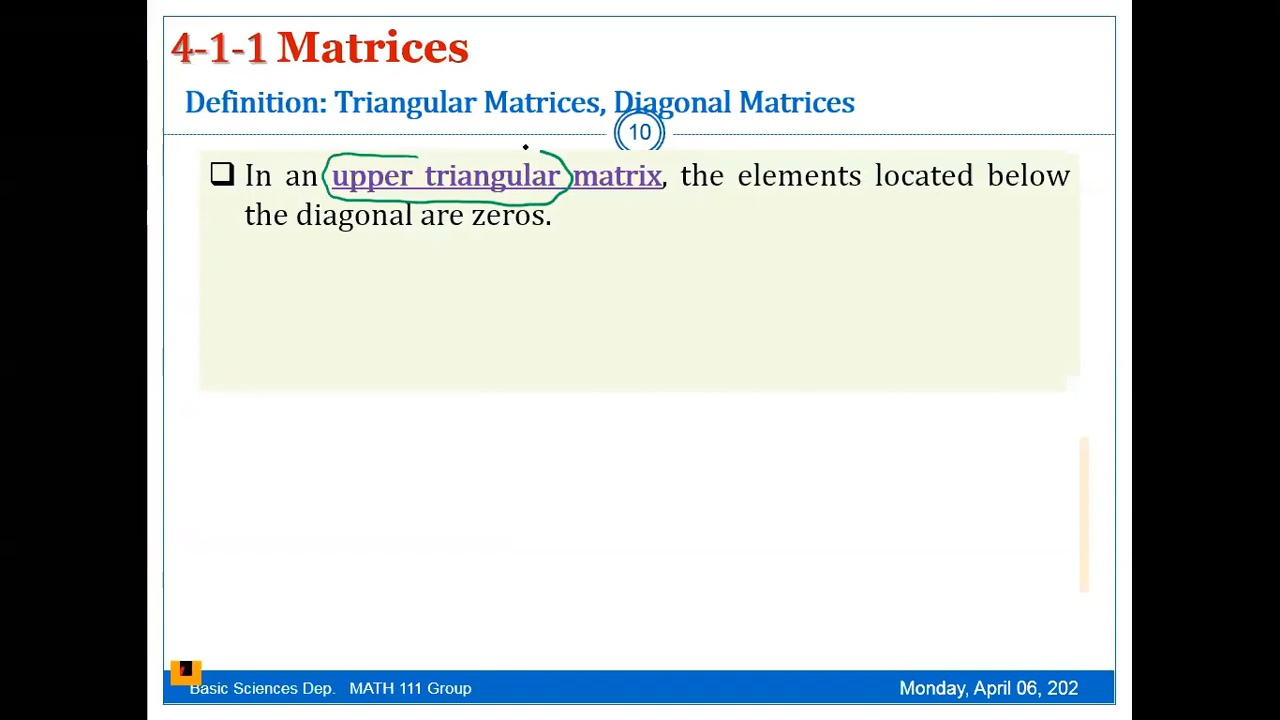 4-1-1 Matrices
Definition: Triangular Matrices, Diagonal Matrices
10
In an upper triangular matrix, the elements located below
the diagonal are zeros.
Basic Sciences Dep. MATH 111 Group
Monday, April 06, 202